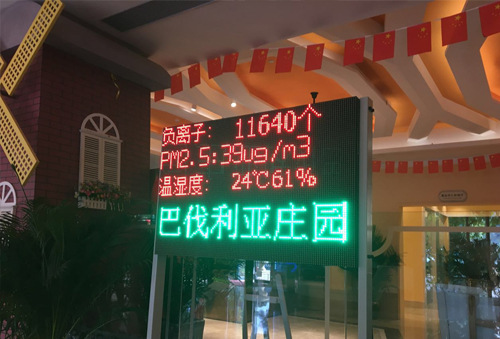 负离子: 11640个
PM2.5:39ug/m3
温湿度: 24℃61%
巴伐利亚庄园